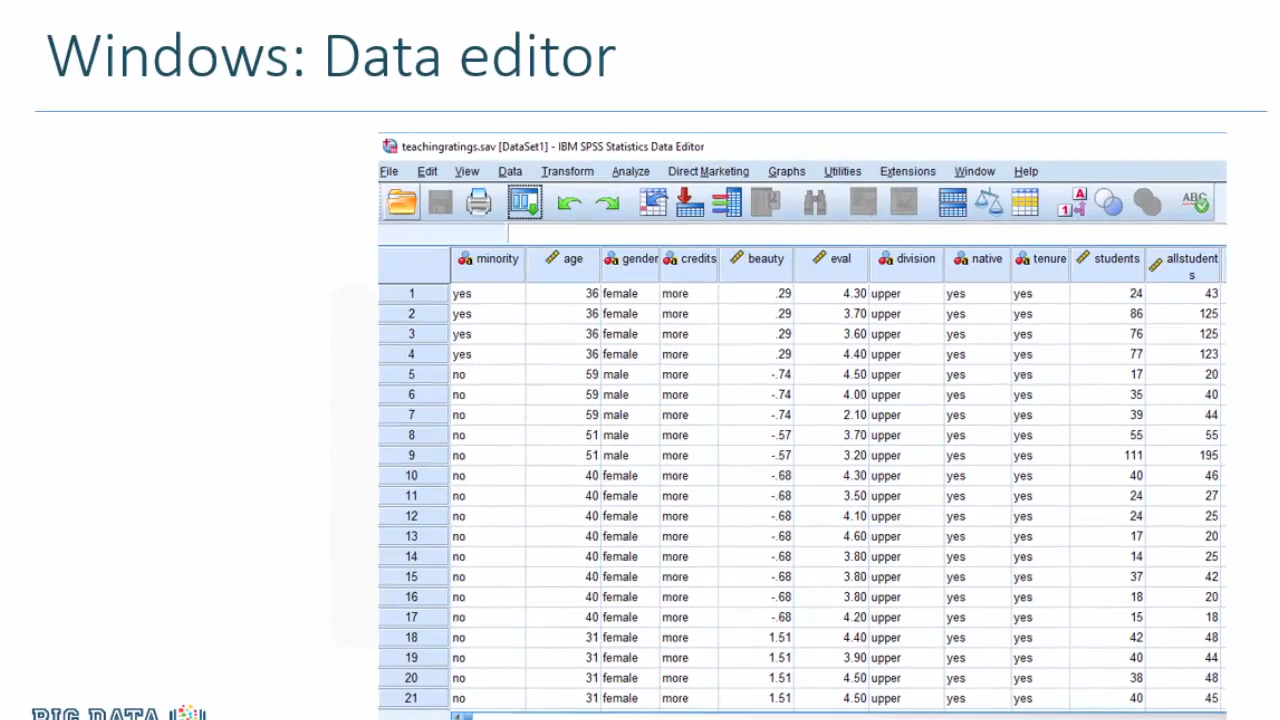 Windows: Data editor
teachingratings.sav [DataSet1] - IBM SPSS Statistics Data Editor
File Edit View Data Transform Analyze Direct Marketing Graphs Utilities Extensions Window Help
A
1
ABC
minority age gender credits beauty eval division native tenure students allstudent
s
1 yes 36 female more .29 4.30 upper yes yes 24 43
2 yes 36 female more .29 3.70 upper yes yes 86 125
3 yes 36 female more .29 3.60 upper yes yes 76 125
4 yes 36 female more .29 4.40 upper yes yes 77 123
5 no 59 male more -.74 4.50 upper yes yes 17 20
6 no 59 male more -.74 4.00 upper yes yes 35 40
7 no 59 male more -.74 2.10 upper yes yes 39 44
8 no 51 male more -.57 3.70 upper yes yes 55 55
9 no 51 male more -.57 3.20 upper yes yes 111 195
10 no 40 female more -.68 4.30 upper yes yes 40 46
11 no 40 female more -.68 3.50 upper yes yes 24 27
12 no 40 female more -.68 4.10 upper yes yes 24 25
13 no 40 female more -.68 4.60 upper yes yes 17 20
14 no 40 female more -.68 3.80 upper yes yes 14 25
15 no 40 female more -.68 3.80 upper yes yes 37 42
16 no 40 female more -.68 3.80 upper yes yes 18 20
17 no 40 female more -.68 4.20 upper yes yes 15 18
18 no 31 female more 1.51 4.40 upper yes yes 42 48
19 no 31 female more 1.51 3.90 upper yes yes 40 44
20 no 31 female more 1.51 4.50 upper yes yes 38 48
21 no 31 female more 1.51 4.50 upper yes yes 40 45
BIG DATA